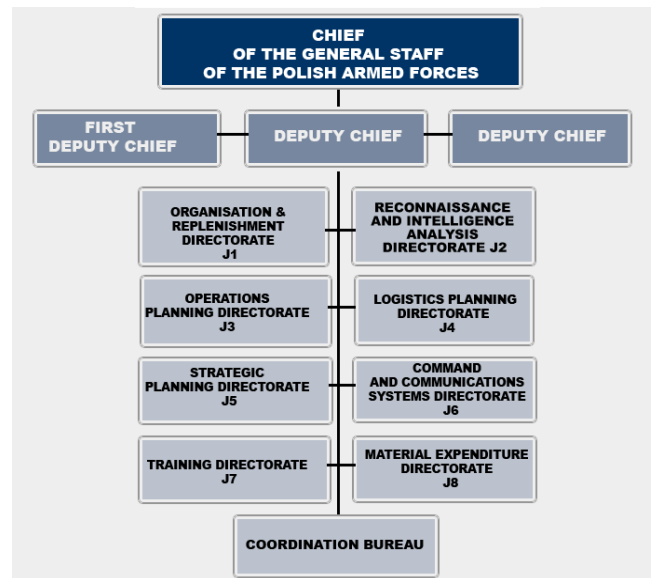 CHIEF
OF THE GENERAL STAFF
OF THE POLISH ARMED FORCES
FIRST
DEPUTY CHIEF
DEPUTY CHIEF
DEPUTY CHIEF
ORGANISATION &
REPLENISHMENT
DIRECTORATE
J1
RECONNAISSANCE
AND INTELLIGENCE
ANALYSIS
DIRECTORATE J2
OPERATIONS
PLANNING DIRECTORATE
J3
LOGISTICS PLANNING
DIRECTORATE
J4
STRATEGIC
PLANNING DIRECTORATE
J5
COMMAND
AND COMMUNICATIONS
SYSTEMS DIRECTORATE
J6
TRAINING DIRECTORATE
J7
MATERIAL EXPENDITURE
DIRECTORATE
J8
COORDINATION BUREAU